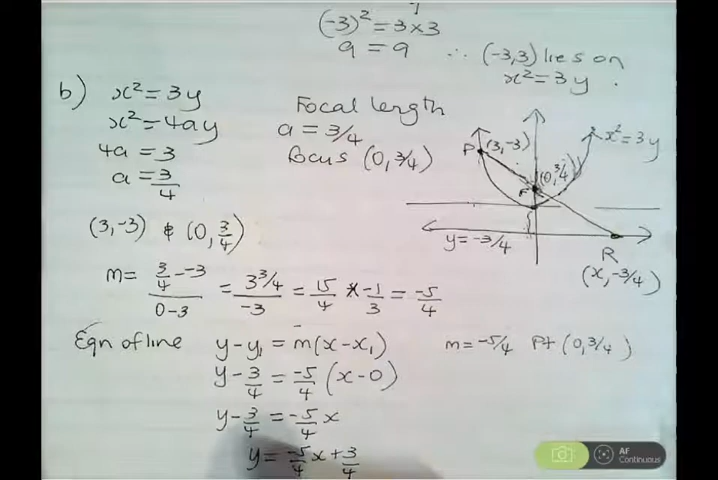 (-3)² = 3×3
9 = 9 ∴ (-3,3) lies on
x² = 3y.
b) x² = 3y
x² = 4ay
4a = 3
a = 3/4
Focal length
a = 3/4
focus (0, 3/4)
P (3,-3)
x² = 3y
(0, 3/4)
F
y = -3/4
R
(x, -3/4)
(3,-3) & (0, 3/4)
m = (3/4 - -3)/(0-3) = (3 3/4)/-3 = 15/4 × -1/3 = -5/4
Eqn of line y-y₁ = m(x-x₁) m = -5/4 Pt (0, 3/4)
y - 3/4 = -5/4 (x-0)
y - 3/4 = -5/4 x
y = -5/4 x + 3/4
AF
Continuous